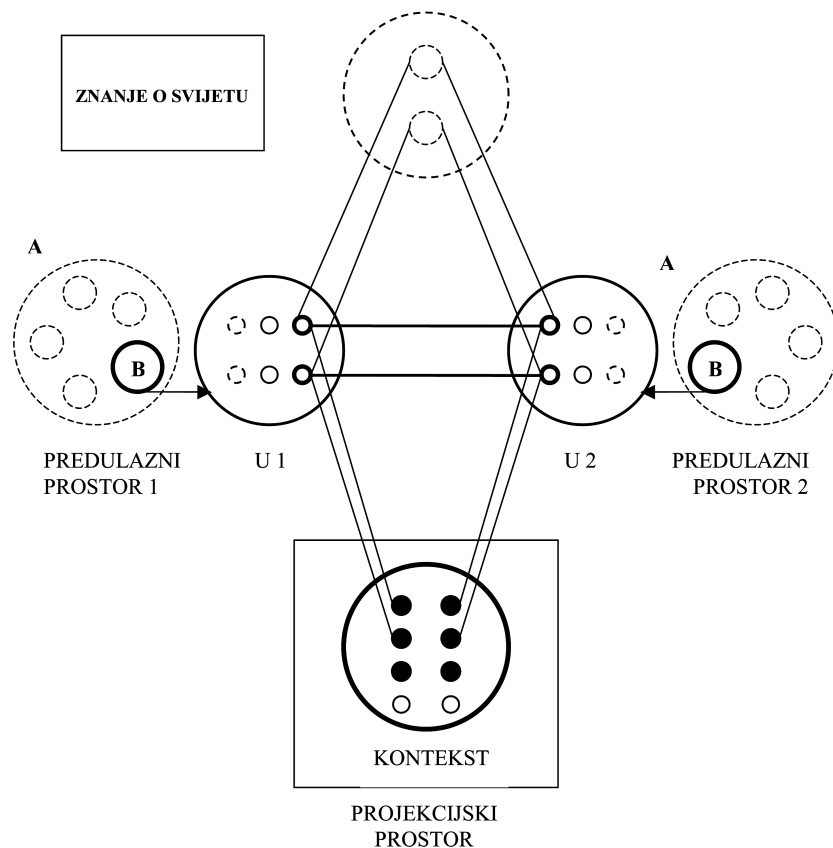 ZNANJE O SVIJETU
A
A
B
B
PREDULAZNI
PROSTOR 1
U 1
U 2
PREDULAZNI
PROSTOR 2
KONTEKST
PROJEKCIJSKI
PROSTOR